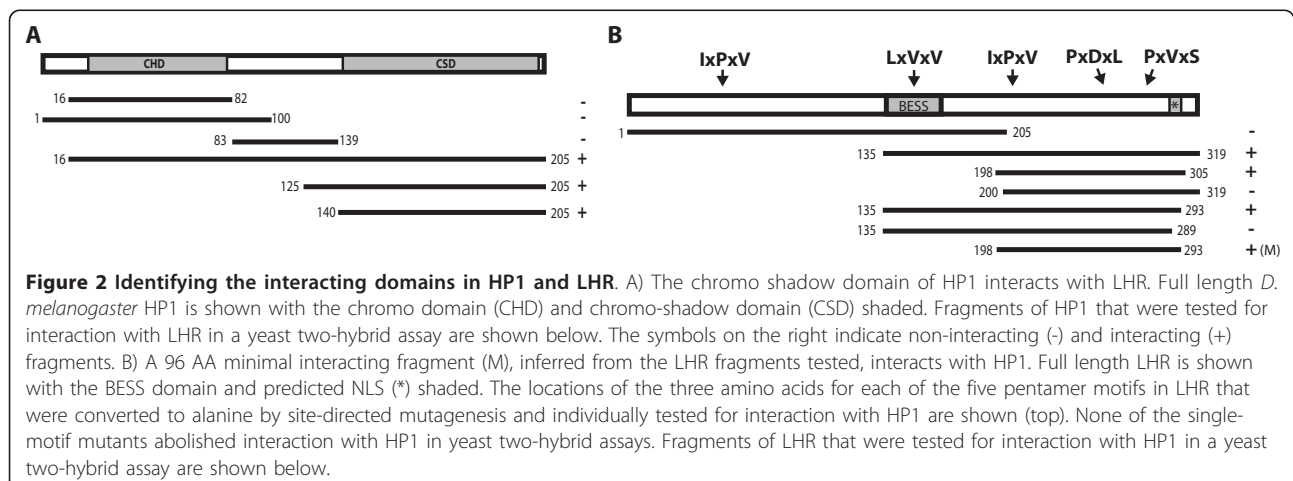 A
CHD CSD
16 82 -
1 100 -
83 139 -
16 205 +
125 205 +
140 205 +
B
IxPxV LxVxV IxPxV PxDxL PxVxS
BESS *
1 205 -
135 319 +
198 305 +
200 319 -
135 293 +
135 289 -
198 293 +(M)
Figure 2 Identifying the interacting domains in HP1 and LHR. A) The chromo shadow domain of HP1 interacts with LHR. Full length D.
melanogaster HP1 is shown with the chromo domain (CHD) and chromo-shadow domain (CSD) shaded. Fragments of HP1 that were tested for
interaction with LHR in a yeast two-hybrid assay are shown below. The symbols on the right indicate non-interacting (-) and interacting (+)
fragments. B) A 96 AA minimal interacting fragment (M), inferred from the LHR fragments tested, interacts with HP1. Full length LHR is shown
with the BESS domain and predicted NLS (*) shaded. The locations of the three amino acids for each of the five pentamer motifs in LHR that
were converted to alanine by site-directed mutagenesis and individually tested for interaction with HP1 are shown (top). None of the single-
motif mutants abolished interaction with HP1 in yeast two-hybrid assays. Fragments of LHR that were tested for interaction with HP1 in a yeast
two-hybrid assay are shown below.